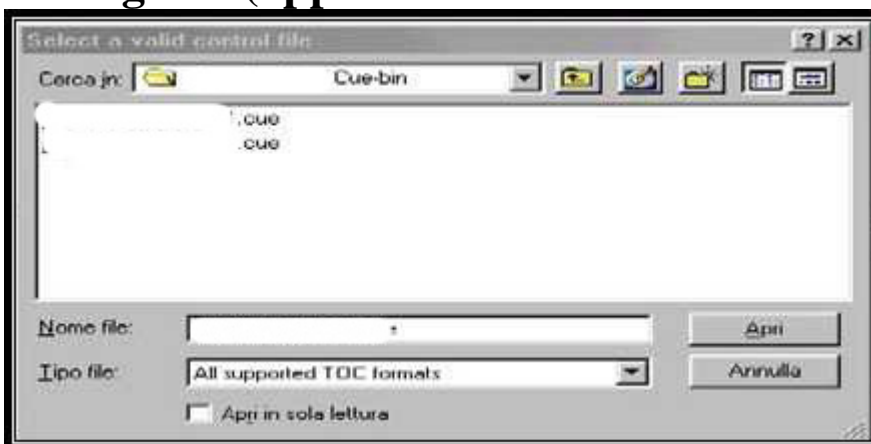 Select a valid control file
Cerca in: Cue-bin
.cue
.cue
Nome file:
Apri
Tipo file: All supported TOC formats
Annulla
Apri in sola lettura